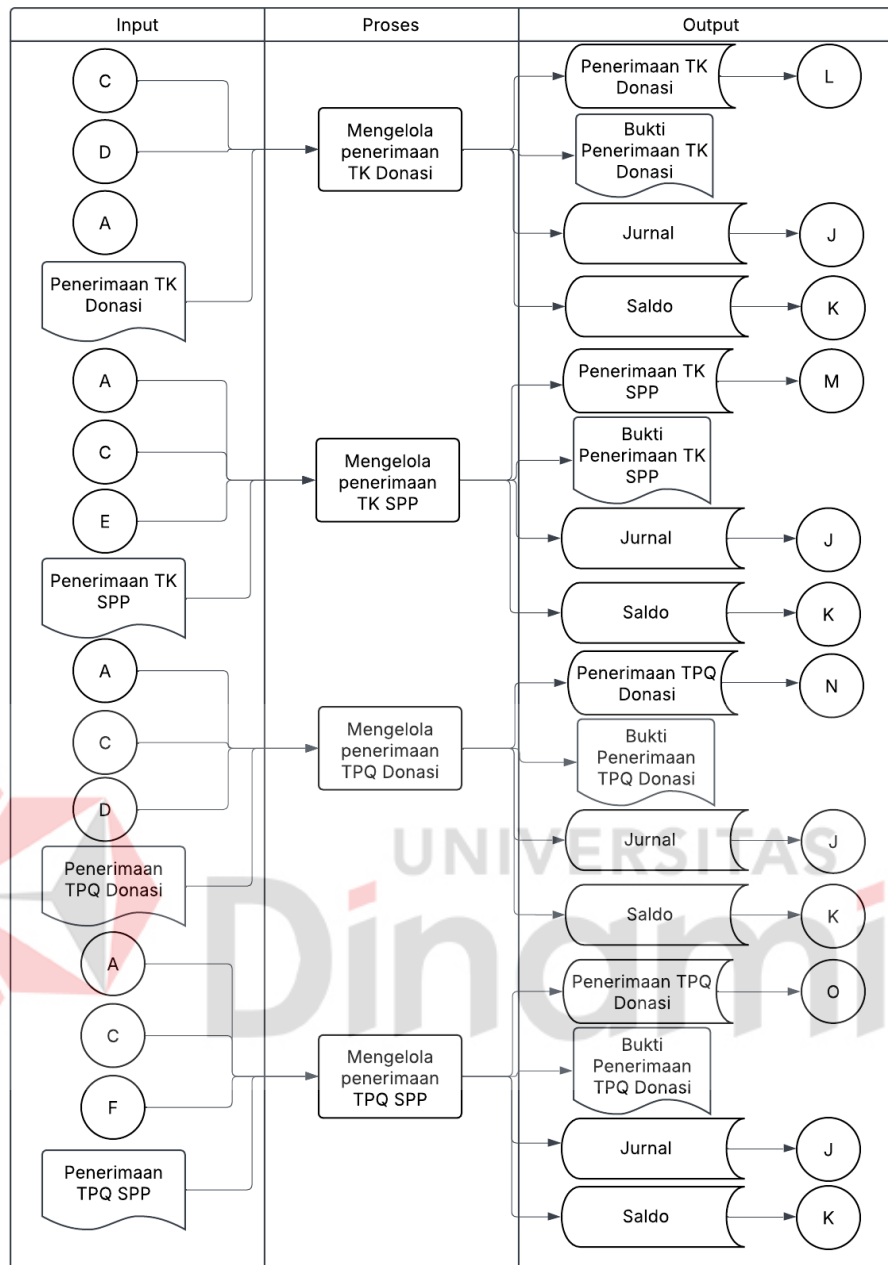 Input
Proses
Output
C
D
A
Penerimaan TK
Donasi
Mengelola
penerimaan
TK Donasi
Penerimaan TK
Donasi
L
Bukti
Penerimaan TK
Donasi
Jurnal
J
Saldo
K
A
C
E
Penerimaan TK
SPP
Mengelola
penerimaan
TK SPP
Penerimaan TK
SPP
M
Bukti
Penerimaan TK
SPP
Jurnal
J
Saldo
K
A
C
D
Penerimaan
TPQ Donasi
Mengelola
penerimaan
TPQ Donasi
Penerimaan TPQ
Donasi
N
Bukti
Penerimaan
TPQ Donasi
Jurnal
J
Saldo
K
A
C
F
Penerimaan
TPQ SPP
Mengelola
penerimaan
TPQ SPP
Penerimaan TPQ
Donasi
O
Bukti
Penerimaan
TPQ Donasi
Jurnal
J
Saldo
K
UNIVERSITAS
Dinami